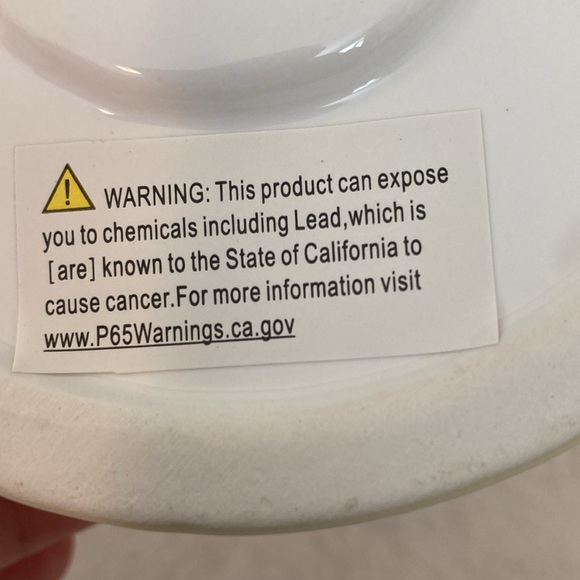 WARNING: This product can expose
you to chemicals including Lead,which is
[are] known to the State of California to
cause cancer.For more information visit
www.P65Warnings.ca.gov